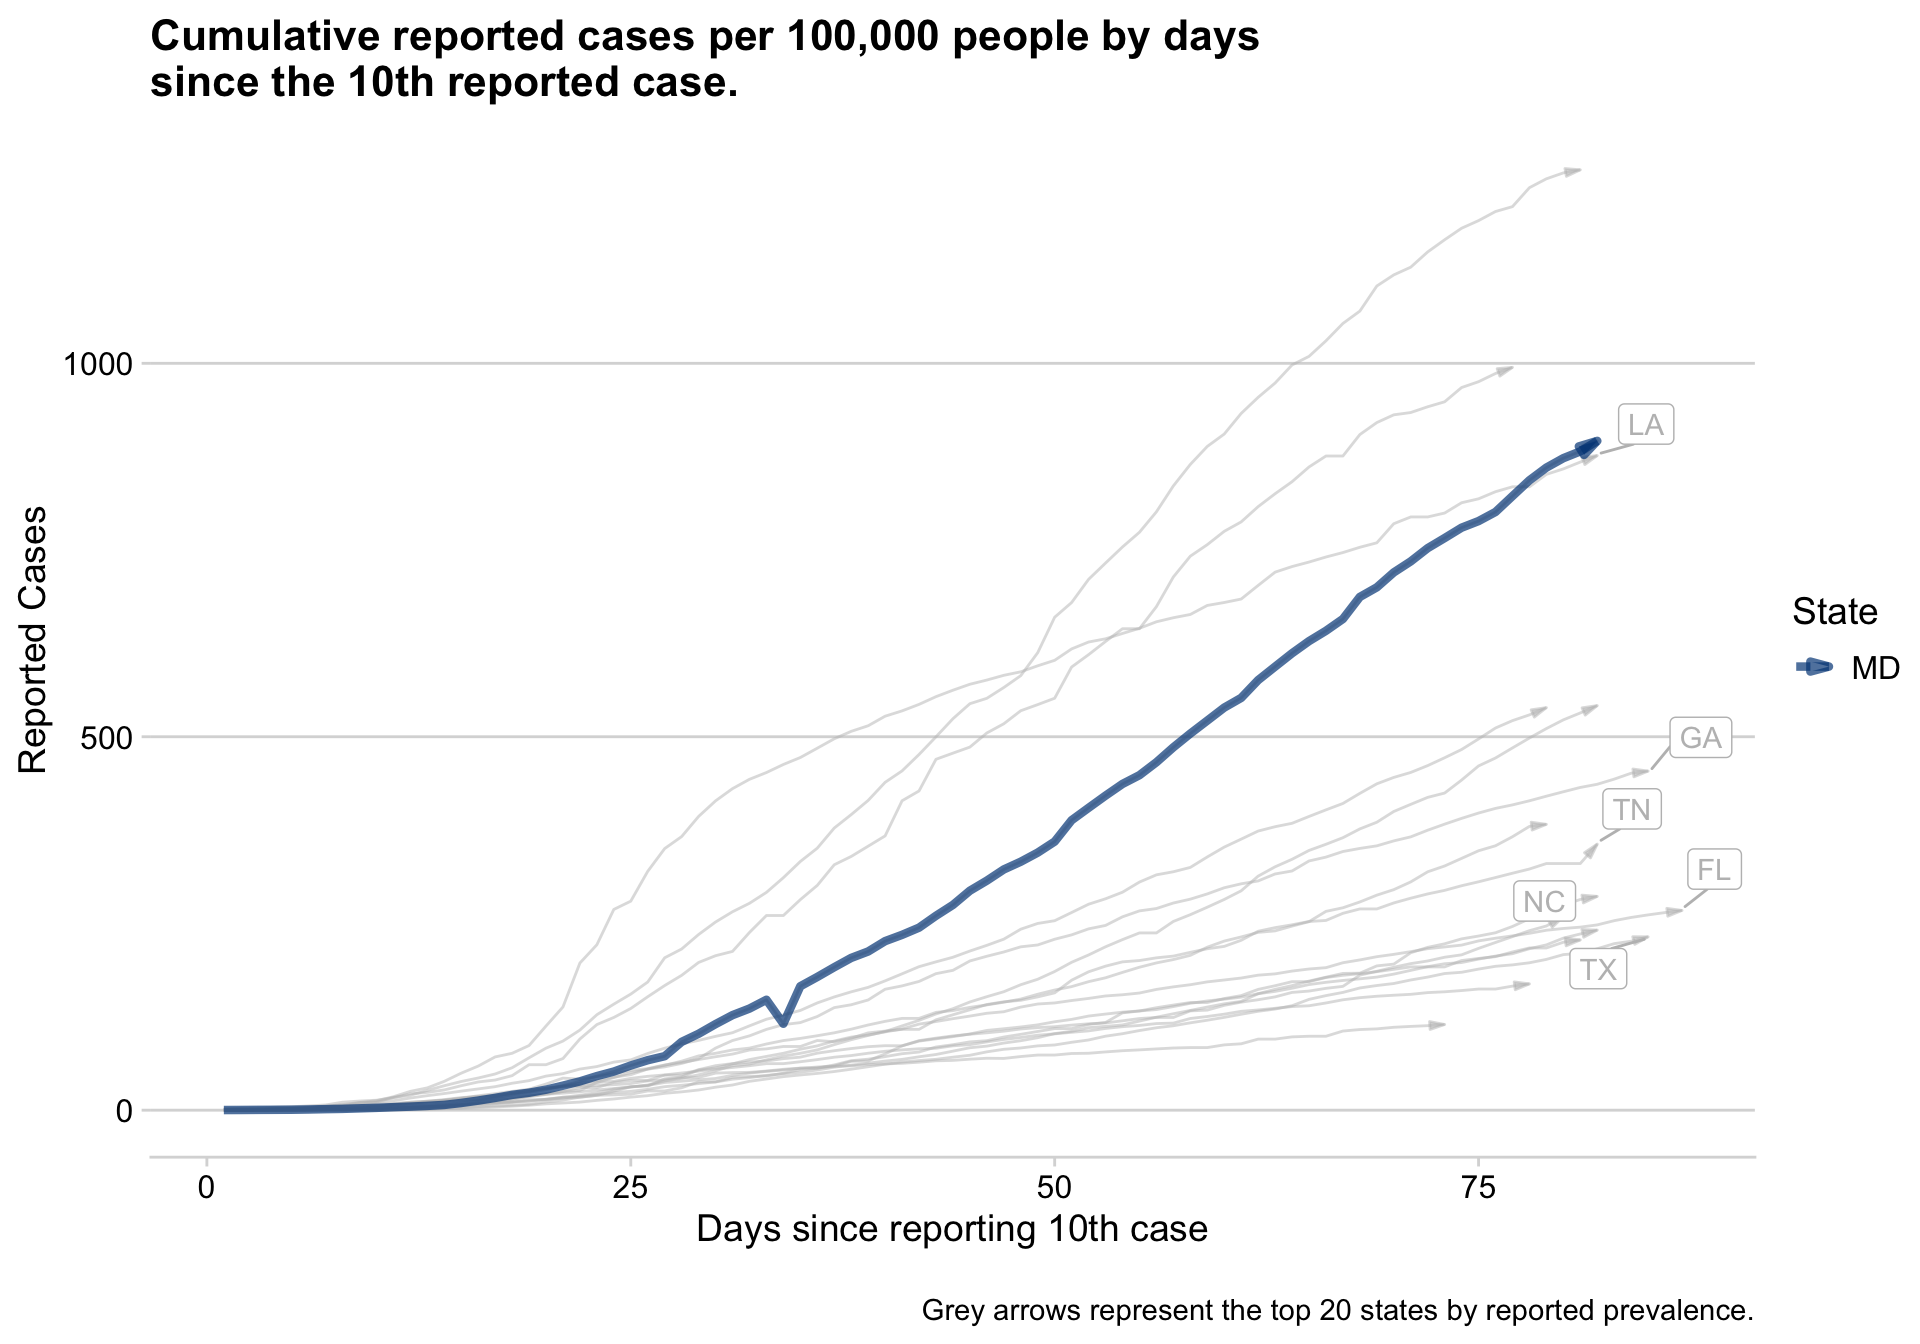 Cumulative reported cases per 100,000 people by days
since the 10th reported case.
1000
500
0
Reported Cases
LA
GA
TN
FL
NC
TX
State
MD
0
25
50
75
Days since reporting 10th case
Grey arrows represent the top 20 states by reported prevalence.